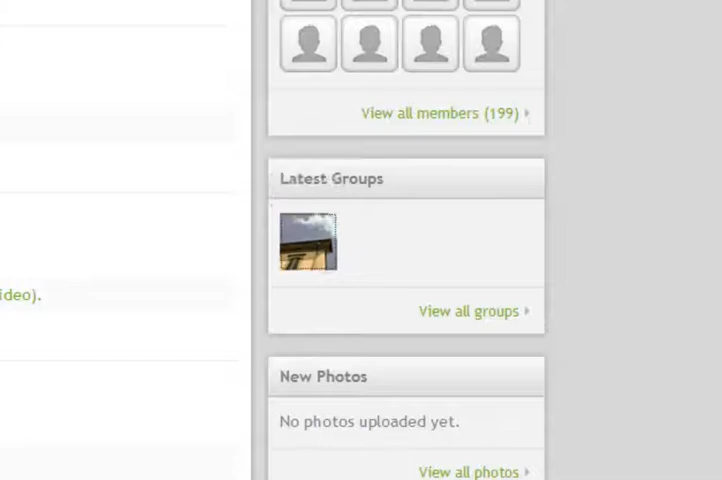 View all members (199)
Latest Groups
View all groups
ideo).
New Photos
No photos uploaded yet.
View all photos